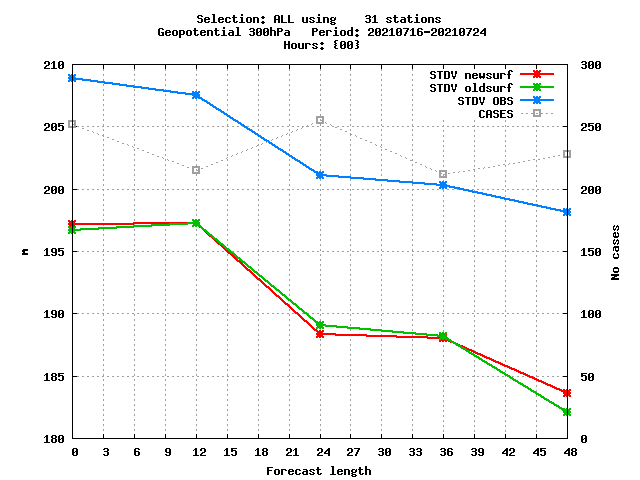 Selection: ALL using    31 stations
Geopotential 300hPa   Period: 20210716-20210724
Hours: {00}
210
205
200
195
190
185
180
m
300
250
200
150
100
50
0
No cases
STDV newsurf
STDV oldsurf
STDV OBS
CASES
0 3 6 9 12 15 18 21 24 27 30 33 36 39 42 45 48
Forecast length